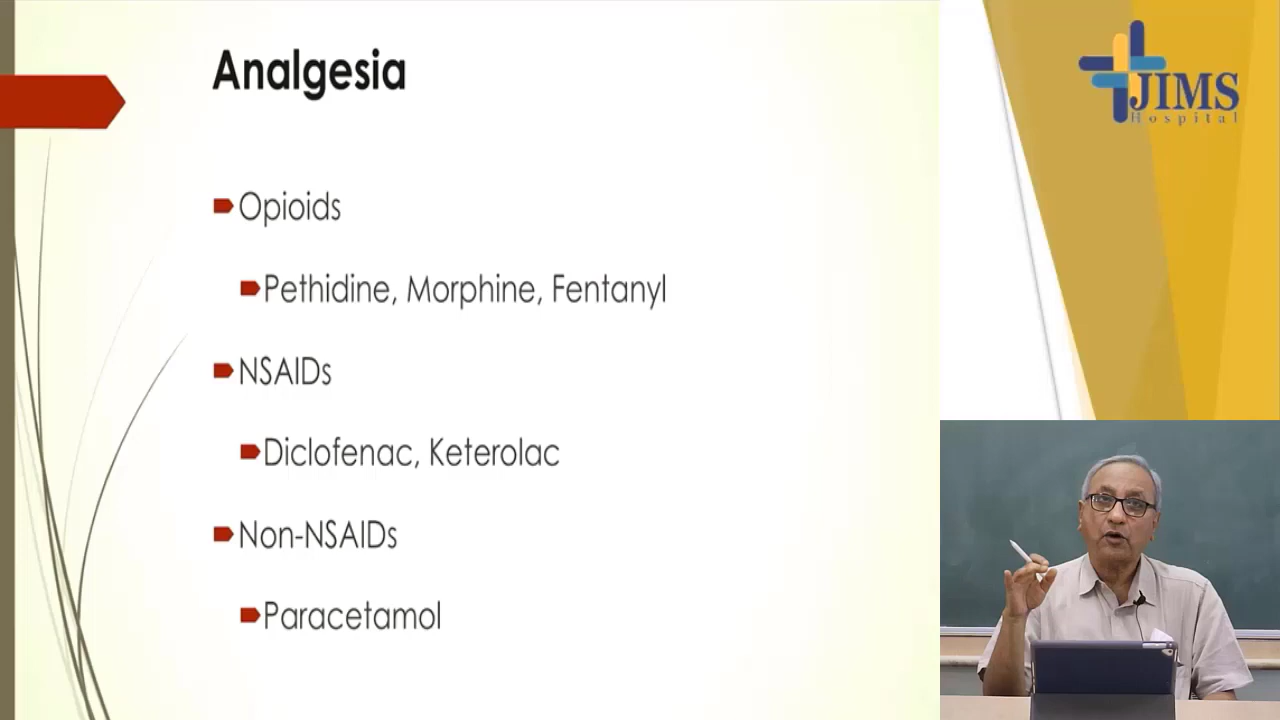 Analgesia
Opioids
Pethidine, Morphine, Fentanyl
NSAIDs
Diclofenac, Keterolac
Non-NSAIDs
Paracetamol
JIMS
Hospital